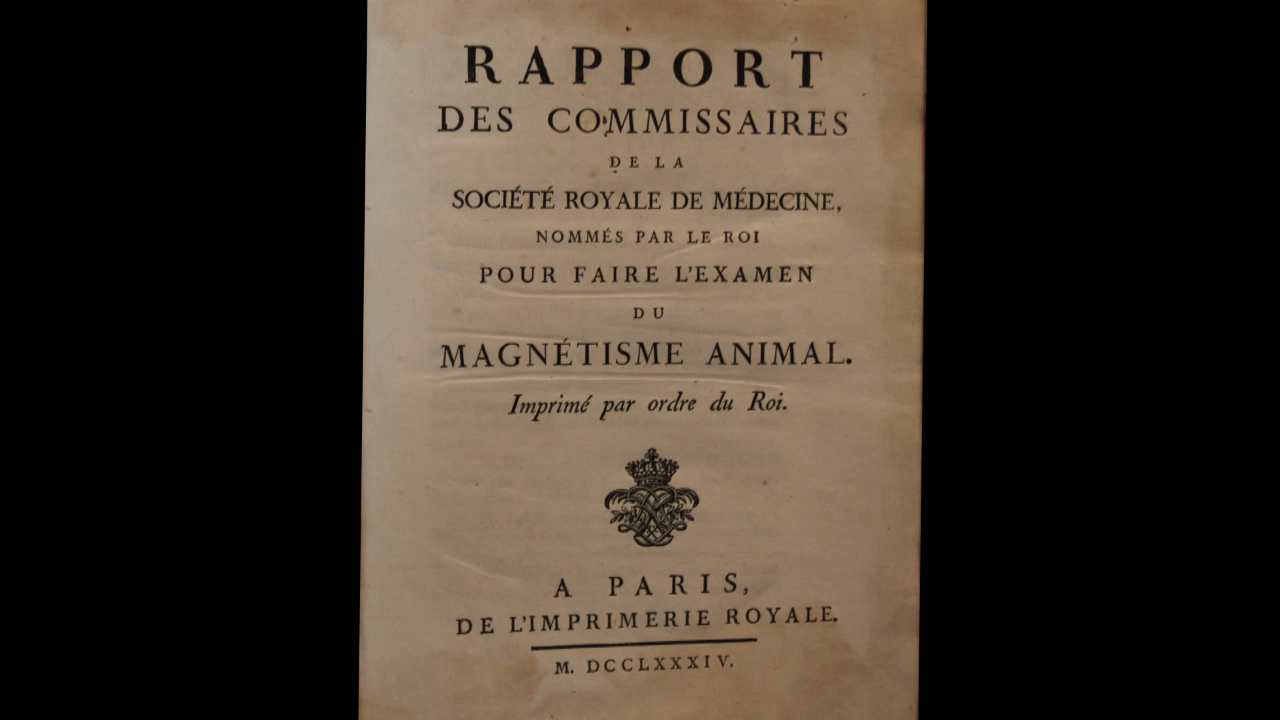 RAPPORT
DES COMMISSAIRES
DE LA
SOCIÉTÉ ROYALE DE MÉDECINE,
NOMMÉS PAR LE ROI
POUR FAIRE L'EXAMEN
DU
MAGNÉTISME ANIMAL.
Imprimé par ordre du Roi.
A PARIS,
DE L'IMPRIMERIE ROYALE.
M. DCCLXXXIV.